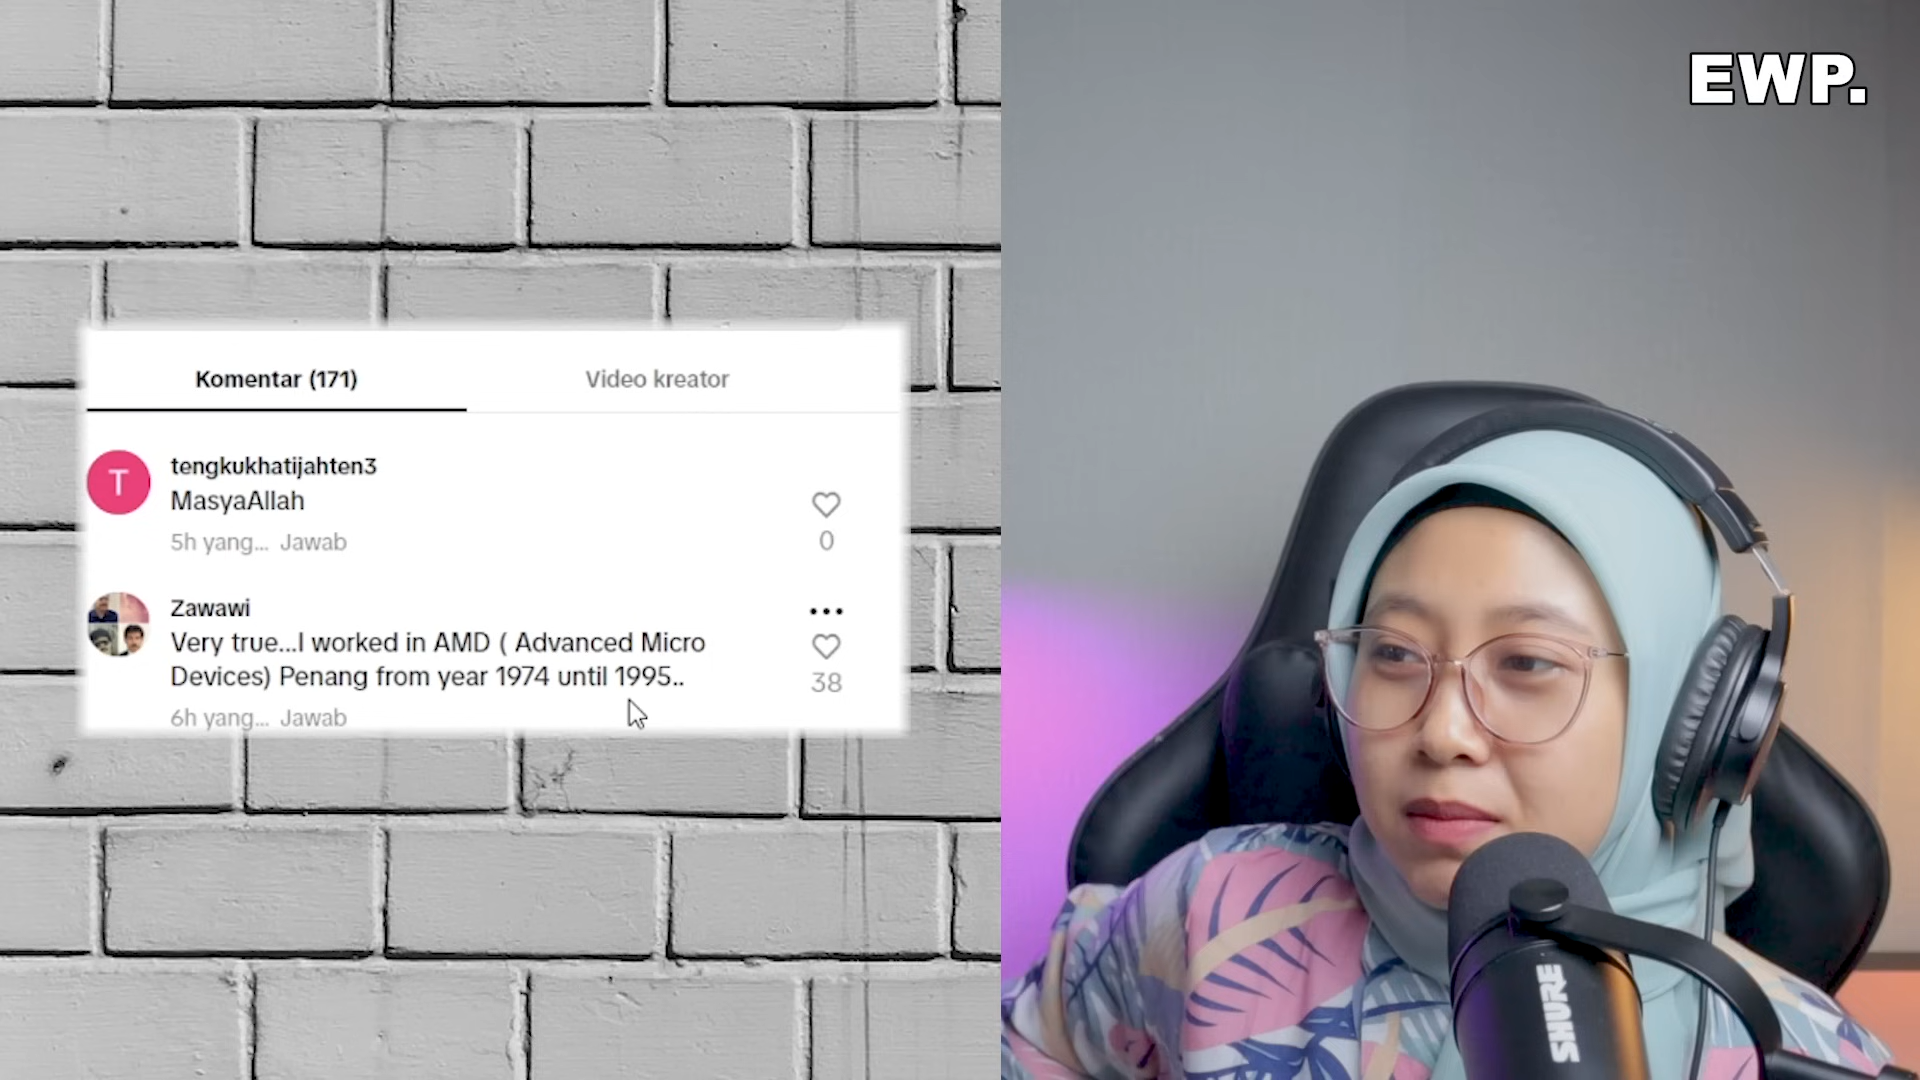 EWP.
Komentar (171)
Video kreator
tengkukhatijahten3
MasyaAllah
5h yang... Jawab
0
T
Zawawi
Very true...I worked in AMD ( Advanced Micro
Devices) Penang from year 1974 until 1995..
38
6h yang... Jawab
SHURE